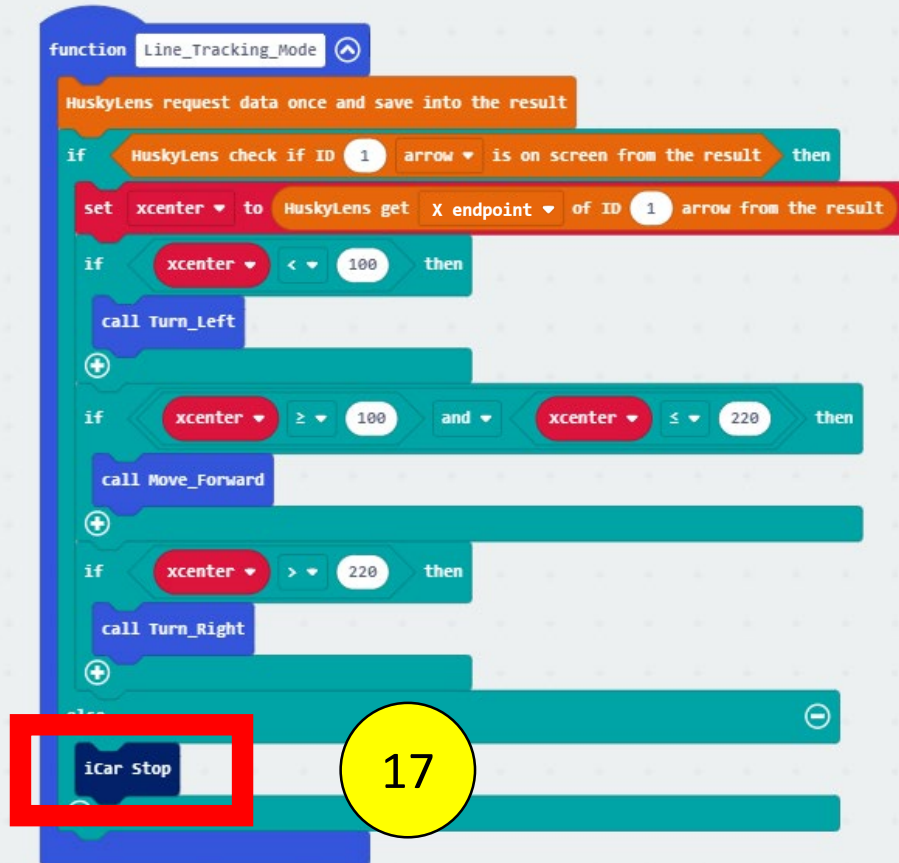 function Line_Tracking_Mode
HuskyLens request data once and save into the result
if HuskyLens check if ID 1 arrow is on screen from the result then
set xcenter to HuskyLens get X endpoint of ID 1 arrow from the result
if xcenter < 100 then
call Turn_Left
if xcenter ≥ 100 and xcenter ≤ 220 then
call Move_Forward
if xcenter > 220 then
call Turn_Right
else
iCar Stop
17